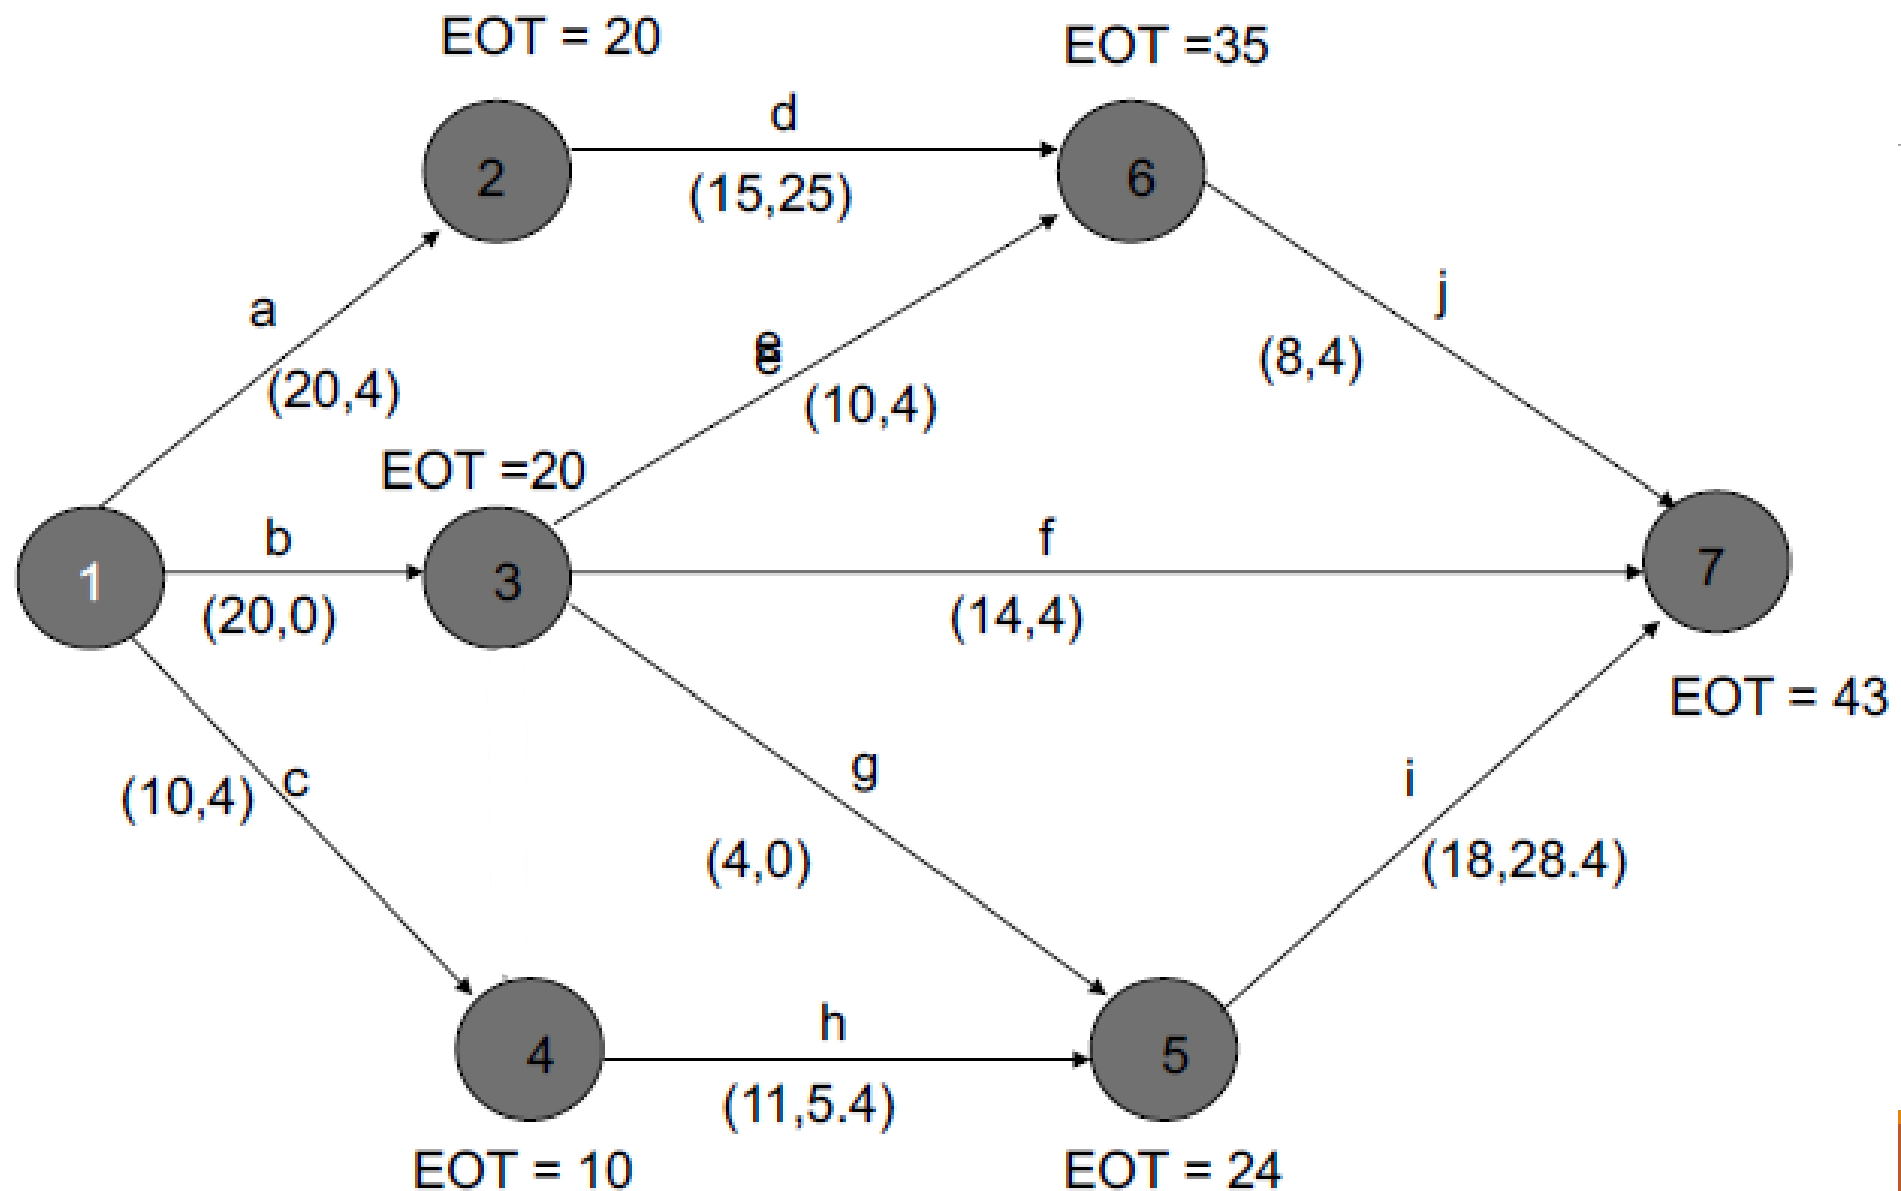 EOT = 20
EOT =35
d
2
6
(15,25)
a
j
e
(8,4)
(20,4)
(10,4)
EOT =20
b
f
1
3
7
(20,0)
(14,4)
EOT = 43
g
c
i
(10,4)
(4,0)
(18,28.4)
h
4
5
(11,5.4)
EOT = 10
EOT = 24